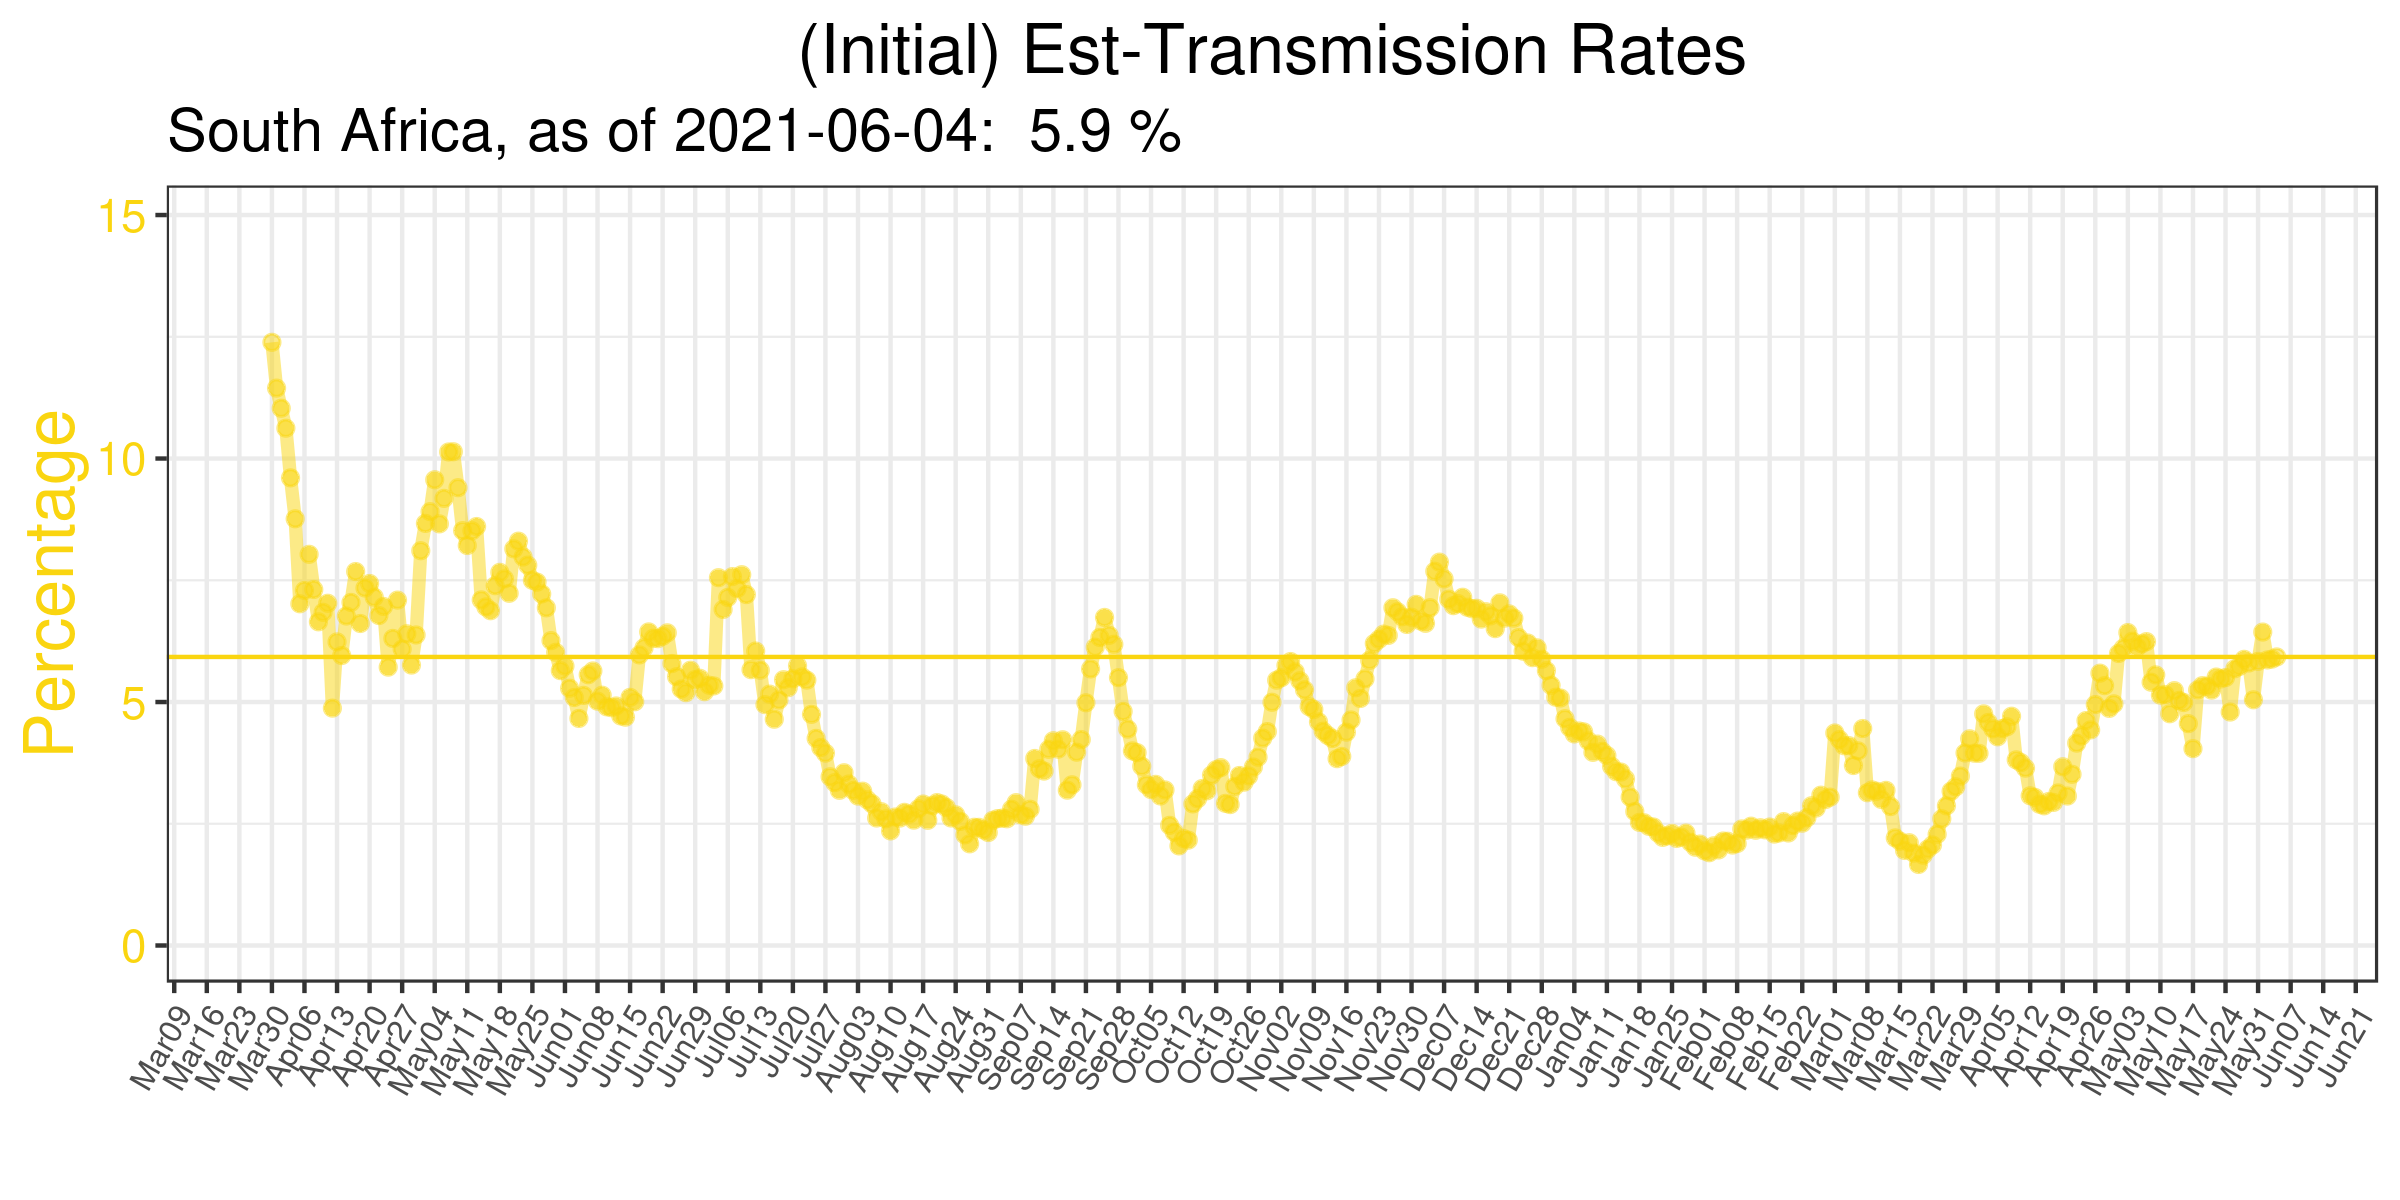 (Initial) Est-Transmission Rates
South Africa, as of 2021-06-04:  5.9 %
Percentage
15
10
5
0
Mar09
Mar16
Mar23
Mar30
Apr06
Apr13
Apr20
Apr27
May04
May11
May18
May25
Jun01
Jun08
Jun15
Jun22
Jun29
Jul06
Jul13
Jul20
Jul27
Aug03
Aug10
Aug17
Aug24
Aug31
Sep07
Sep14
Sep21
Sep28
Oct05
Oct12
Oct19
Oct26
Nov02
Nov09
Nov16
Nov23
Nov30
Dec07
Dec14
Dec21
Dec28
Jan04
Jan11
Jan18
Jan25
Feb01
Feb08
Feb15
Feb22
Mar01
Mar08
Mar15
Mar22
Mar29
Apr05
Apr12
Apr19
Apr26
May03
May10
May17
May24
May31
Jun07
Jun14
Jun21